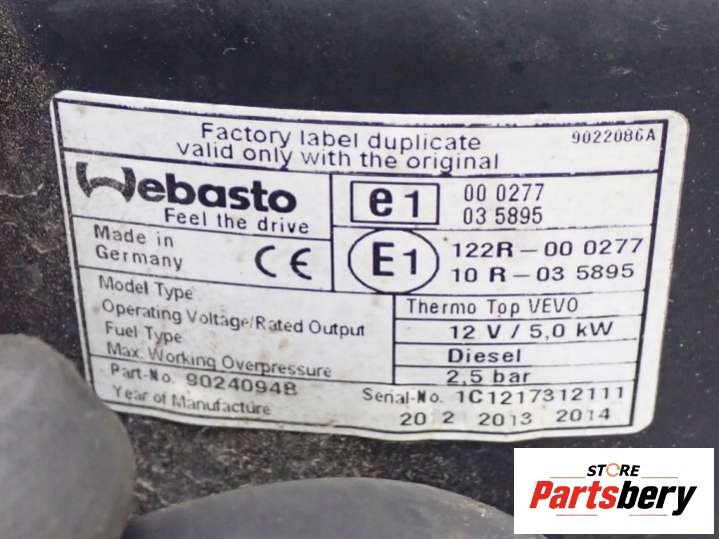 Factory label duplicate
valid only with the original
9022086A
Webasto
Feel the drive
e1
00 0277
03 5895
Made in
Germany
CE
E1
122R - 00 0277
10 R - 03 5895
Model Type
Thermo Top VEVO
Operating Voltage/Rated Output
12 V / 5,0 kW
Fuel Type
Diesel
Max. Working Overpressure
2,5 bar
Part-No. 9024094B
Serial-No. 1C1217312111
Year of Manufacture
2012 2013 2014
STORE
Partsbery